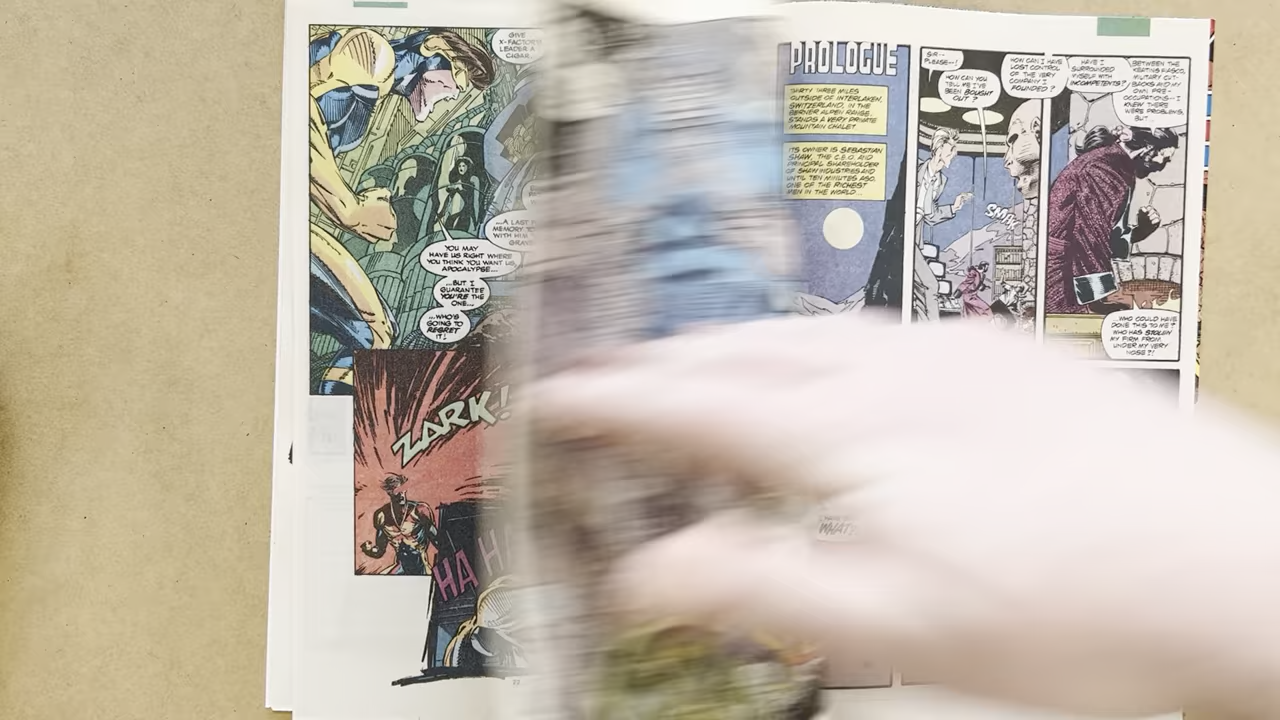 GIVE
X-FACTOR'S
LEADER A
CIGAR.
...A LAST
MEMORY TO
WITH HIM
GRAVE
YOU MAY
HAVE US RIGHT WHERE
YOU THINK YOU WANT US,
APOCALYPSE...
...BUT I
GUARANTEE
YOU'RE THE
ONE...
...WHO'S
GOING TO
REGRET
IT!
ZARK!
HA HA
22
PROLOGUE
THIRTY THREE MILES
OUTSIDE OF INTERLAKEN,
SWITZERLAND, IN THE
BERNER ALPEN RANGE,
STANDS A VERY PRIVATE
MOUNTAIN CHALET.
ITS OWNER IS SEBASTIAN
SHAW, THE C.E.O. AND
PRINCIPAL SHAREHOLDER
OF SHAW INDUSTRIES AND
UNTIL TEN MINUTES AGO,
ONE OF THE RICHEST
MEN IN THE WORLD...
SIR--
PLEASE--!
HOW CAN YOU
TELL ME I'VE
BEEN BOUGHT
OUT?
HOW CAN I HAVE
LOST CONTROL
OF THE VERY
COMPANY I
FOUNDED?
SMAK
HAVE I
SURROUNDED
MYSELF WITH
INCOMPETENTS?
BETWEEN THE
KEATING FIASCO,
MILITARY CUT-
BACKS AND MY
OWN PRE-
OCCUPATIONS--I
KNEW THERE
WERE PROBLEMS,
BUT...
...WHO COULD HAVE
DONE THIS TO ME?
WHO HAS STOLEN
MY FIRM FROM
UNDER MY VERY
NOSE?!
WHAT?